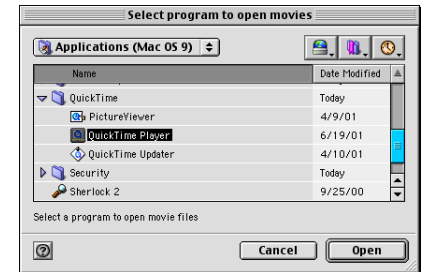 Select program to open movies
Applications (Mac OS 9)
Name Date Modified
QuickTime Today
PictureViewer 4/9/01
QuickTime Player 6/19/01
QuickTime Updater 4/10/01
Security Today
Sherlock 2 9/25/00
Select a program to open movie files
? Cancel Open